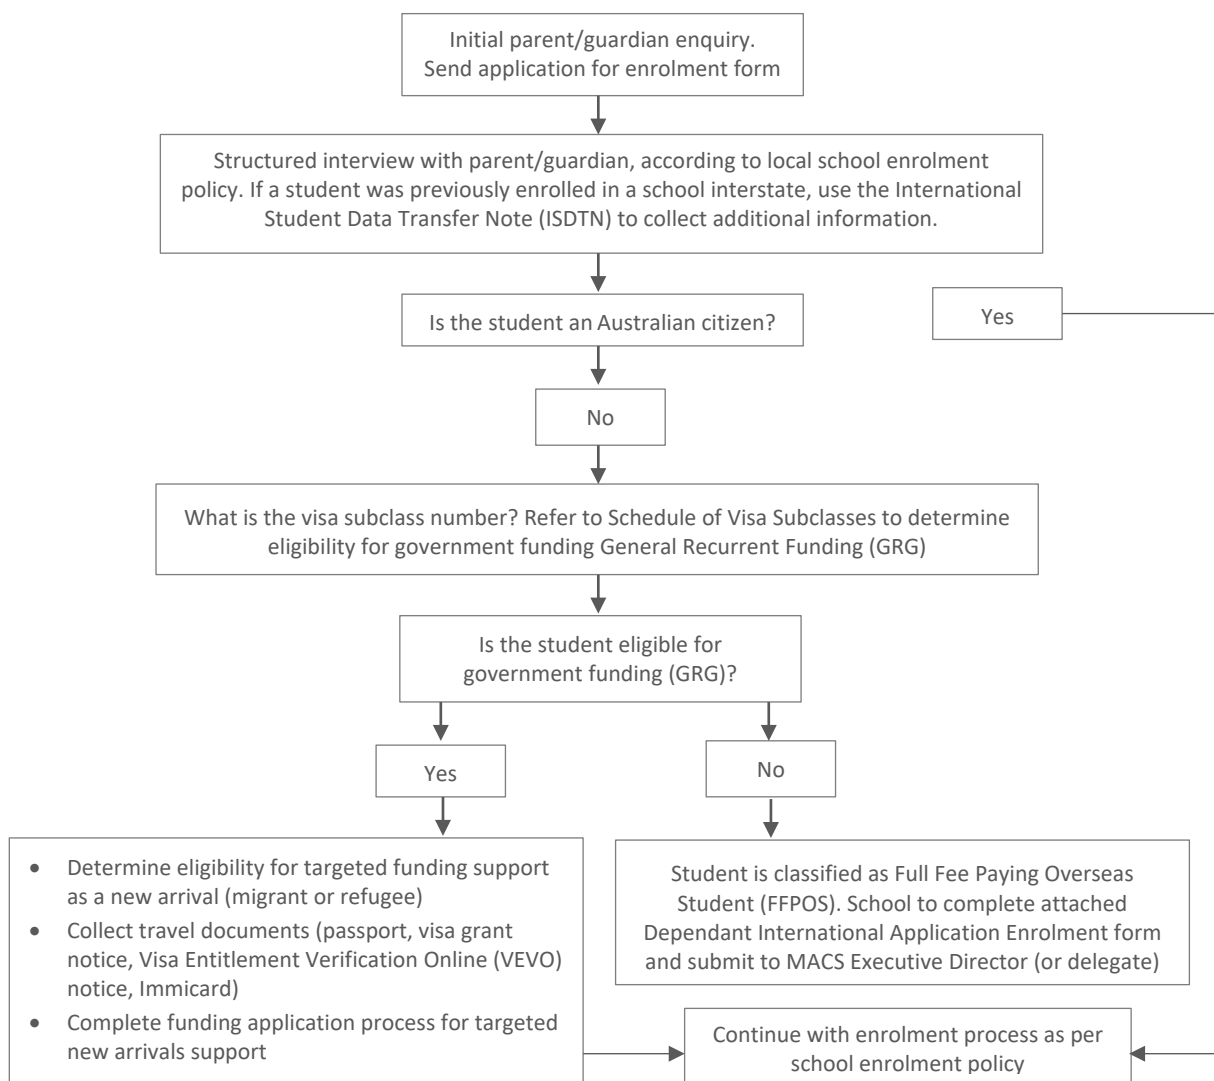 Initial parent/guardian enquiry.
Send application for enrolment form
Structured interview with parent/guardian, according to local school enrolment
policy. If a student was previously enrolled in a school interstate, use the International
Student Data Transfer Note (ISDTN) to collect additional information.
Is the student an Australian citizen?
Yes
No
What is the visa subclass number? Refer to Schedule of Visa Subclasses to determine
eligibility for government funding General Recurrent Funding (GRG)
Is the student eligible for
government funding (GRG)?
Yes
No
• Determine eligibility for targeted funding support
as a new arrival (migrant or refugee)
• Collect travel documents (passport, visa grant
notice, Visa Entitlement Verification Online (VEVO)
notice, Immicard)
• Complete funding application process for targeted
new arrivals support
Student is classified as Full Fee Paying Overseas
Student (FFPOS). School to complete attached
Dependant International Application Enrolment form
and submit to MACS Executive Director (or delegate)
Continue with enrolment process as per
school enrolment policy